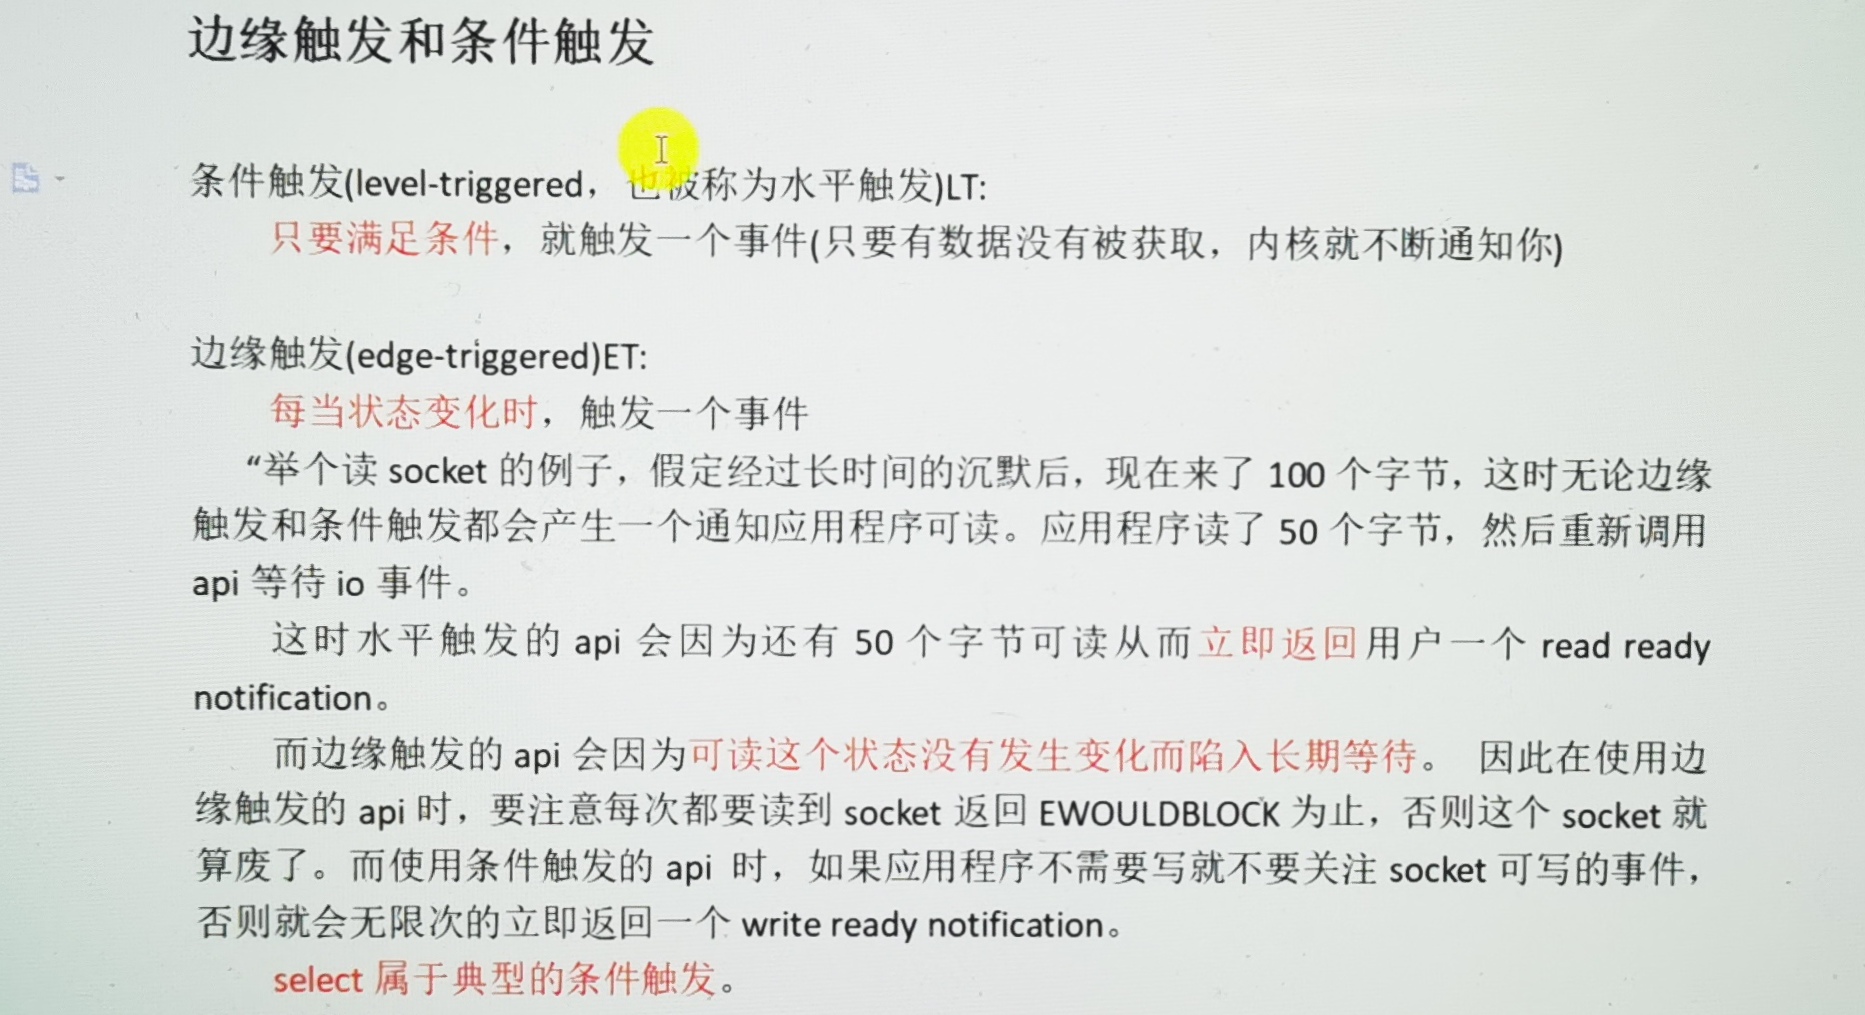 边缘触发和条件触发
条件触发(level-triggered，也被称为水平触发)LT:
只要满足条件，就触发一个事件(只要有数据没有被获取，内核就不断通知你)
边缘触发(edge-triggered)ET:
每当状态变化时，触发一个事件
“举个读 socket 的例子，假定经过长时间的沉默后，现在来了 100 个字节，这时无论边缘
触发和条件触发都会产生一个通知应用程序可读。应用程序读了 50 个字节，然后重新调用
api 等待 io 事件。
这时水平触发的 api 会因为还有 50 个字节可读从而立即返回用户一个 read ready
notification。
而边缘触发的 api 会因为可读这个状态没有发生变化而陷入长期等待。 因此在使用边
缘触发的 api 时，要注意每次都要读到 socket 返回 EWOULDBLOCK 为止，否则这个 socket 就
算废了。而使用条件触发的 api 时，如果应用程序不需要写就不要关注 socket 可写的事件，
否则就会无限次的立即返回一个 write ready notification。
select 属于典型的条件触发。